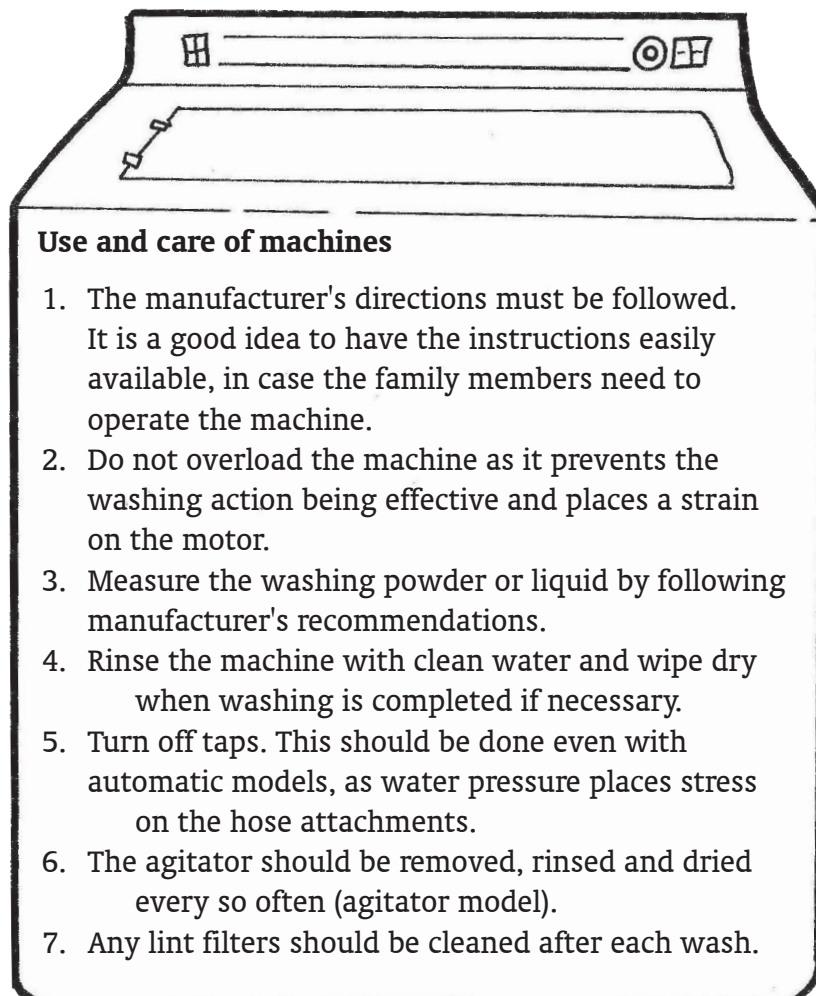 Use and care of machines
1. The manufacturer's directions must be followed.
It is a good idea to have the instructions easily
available, in case the family members need to
operate the machine.
2. Do not overload the machine as it prevents the
washing action being effective and places a strain
on the motor.
3. Measure the washing powder or liquid by following
manufacturer's recommendations.
4. Rinse the machine with clean water and wipe dry
when washing is completed if necessary.
5. Turn off taps. This should be done even with
automatic models, as water pressure places stress
on the hose attachments.
6. The agitator should be removed, rinsed and dried
every so often (agitator model).
7. Any lint filters should be cleaned after each wash.